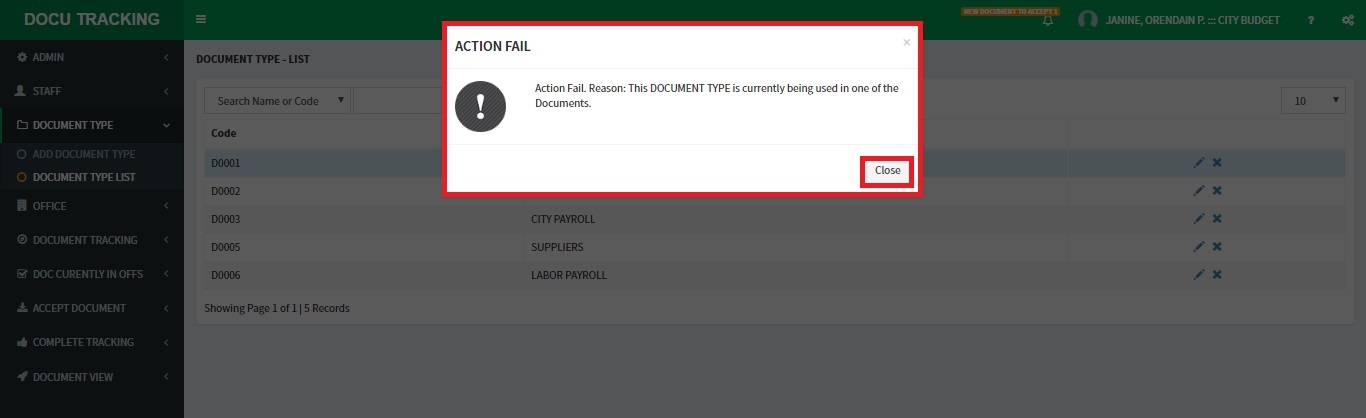 DOCU TRACKING
NEW DOCUMENT TO ACCEPT 1
JANINE, ORENDAIN P. ::: CITY BUDGET
?
ADMIN
STAFF
DOCUMENT TYPE
ADD DOCUMENT TYPE
DOCUMENT TYPE LIST
OFFICE
DOCUMENT TRACKING
DOC CURENTLY IN OFFS
ACCEPT DOCUMENT
COMPLETE TRACKING
DOCUMENT VIEW
DOCUMENT TYPE - LIST
Search Name or Code
10
Code
D0001
D0002
D0003 CITY PAYROLL
D0005 SUPPLIERS
D0006 LABOR PAYROLL
Showing Page 1 of 1 | 5 Records
ACTION FAIL
×
!
Action Fail. Reason: This DOCUMENT TYPE is currently being used in one of the
Documents.
Close